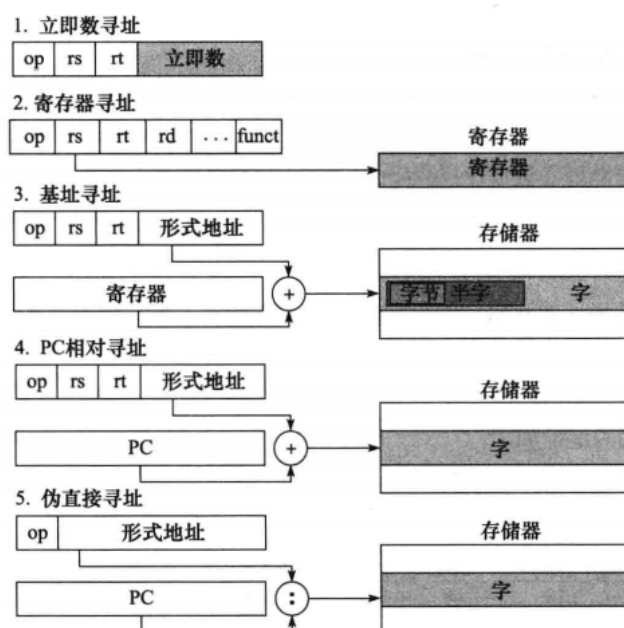 1. 立即数寻址
op rs rt 立即数
2. 寄存器寻址
op rs rt rd ... funct
寄存器
寄存器
3. 基址寻址
op rs rt 形式地址
存储器
寄存器 +
字节 半字 字
4. PC相对寻址
op rs rt 形式地址
存储器
PC +
字
5. 伪直接寻址
op 形式地址
存储器
PC :
字